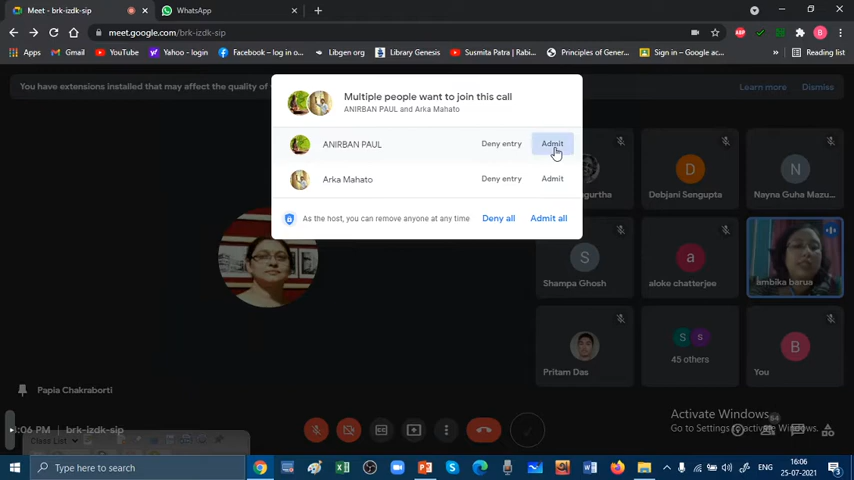 Meet - brk-izdk-sip
WhatsApp
meet.google.com/brk-izdk-sip
Apps
Gmail
YouTube
Yahoo - login
Facebook – log in o...
Libgen org
Library Genesis
Susmita Patra | Rabi...
Principles of Gener...
Sign in – Google ac...
Reading list
You have extensions installed that may affect the quality of
Learn more
Dismiss
Multiple people want to join this call
ANIRBAN PAUL and Arka Mahato
ANIRBAN PAUL
Deny entry
Admit
Arka Mahato
Deny entry
Admit
As the host, you can remove anyone at any time
Deny all
Admit all
Debjani Sengupta
Nayna Guha Mazu...
Shampa Ghosh
a
aloke chatterjee
ambika barua
Pritam Das
S
s
45 others
B
You
D
N
S
Papia Chakraborti
:06 PM
brk-izdk-sip
Class List
Activate Windows
Go to Settings to activate Windows.
64
Type here to search
ENG
16:06
25-07-2021
3